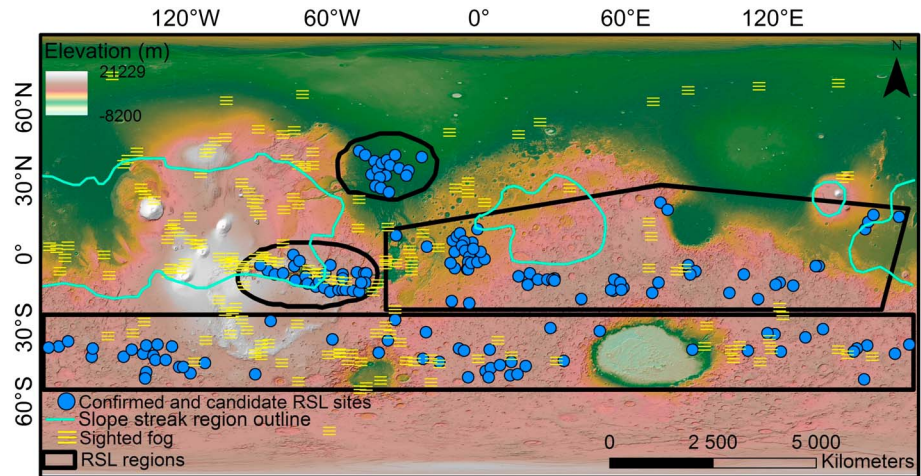 120°W 60°W 0° 60°E 120°E
Elevation (m)
21229
-8200
N
60°N
30°N
0°
30°S
60°S
Confirmed and candidate RSL sites
Slope streak region outline
Sighted fog
RSL regions
0 2 500 5 000
Kilometers